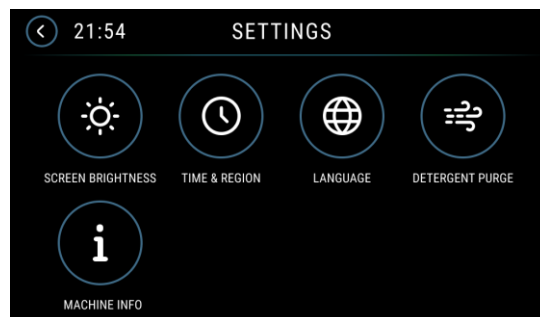 21:54 SETTINGS
SCREEN BRIGHTNESS TIME & REGION LANGUAGE DETERGENT PURGE
MACHINE INFO